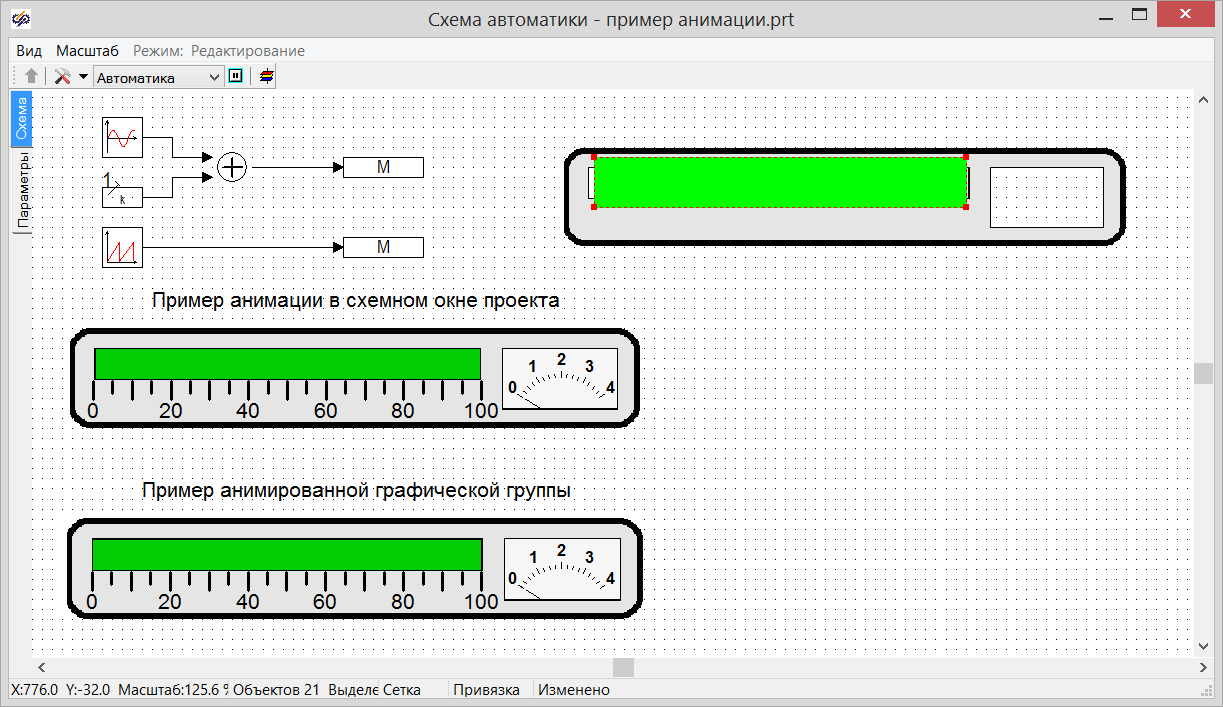 Схема автоматики - пример анимации.prt
Вид Масштаб Режим: Редактирование
Автоматика
Схема
Параметры
M
1
k
M
Пример анимации в схемном окне проекта
0 1 2 3 4
0 20 40 60 80 100
Пример анимированной графической группы
0 1 2 3 4
0 20 40 60 80 100
X:776.0 Y:-32.0 Масштаб:125.6 % Объектов 21 Выделе Сетка Привязка Изменено